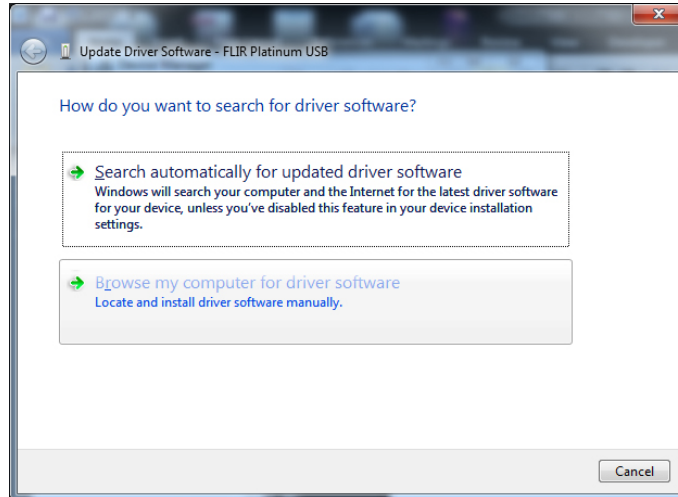 Update Driver Software - FLIR Platinum USB
How do you want to search for driver software?
Search automatically for updated driver software
Windows will search your computer and the Internet for the latest driver software
for your device, unless you've disabled this feature in your device installation
settings.
Browse my computer for driver software
Locate and install driver software manually.
Cancel